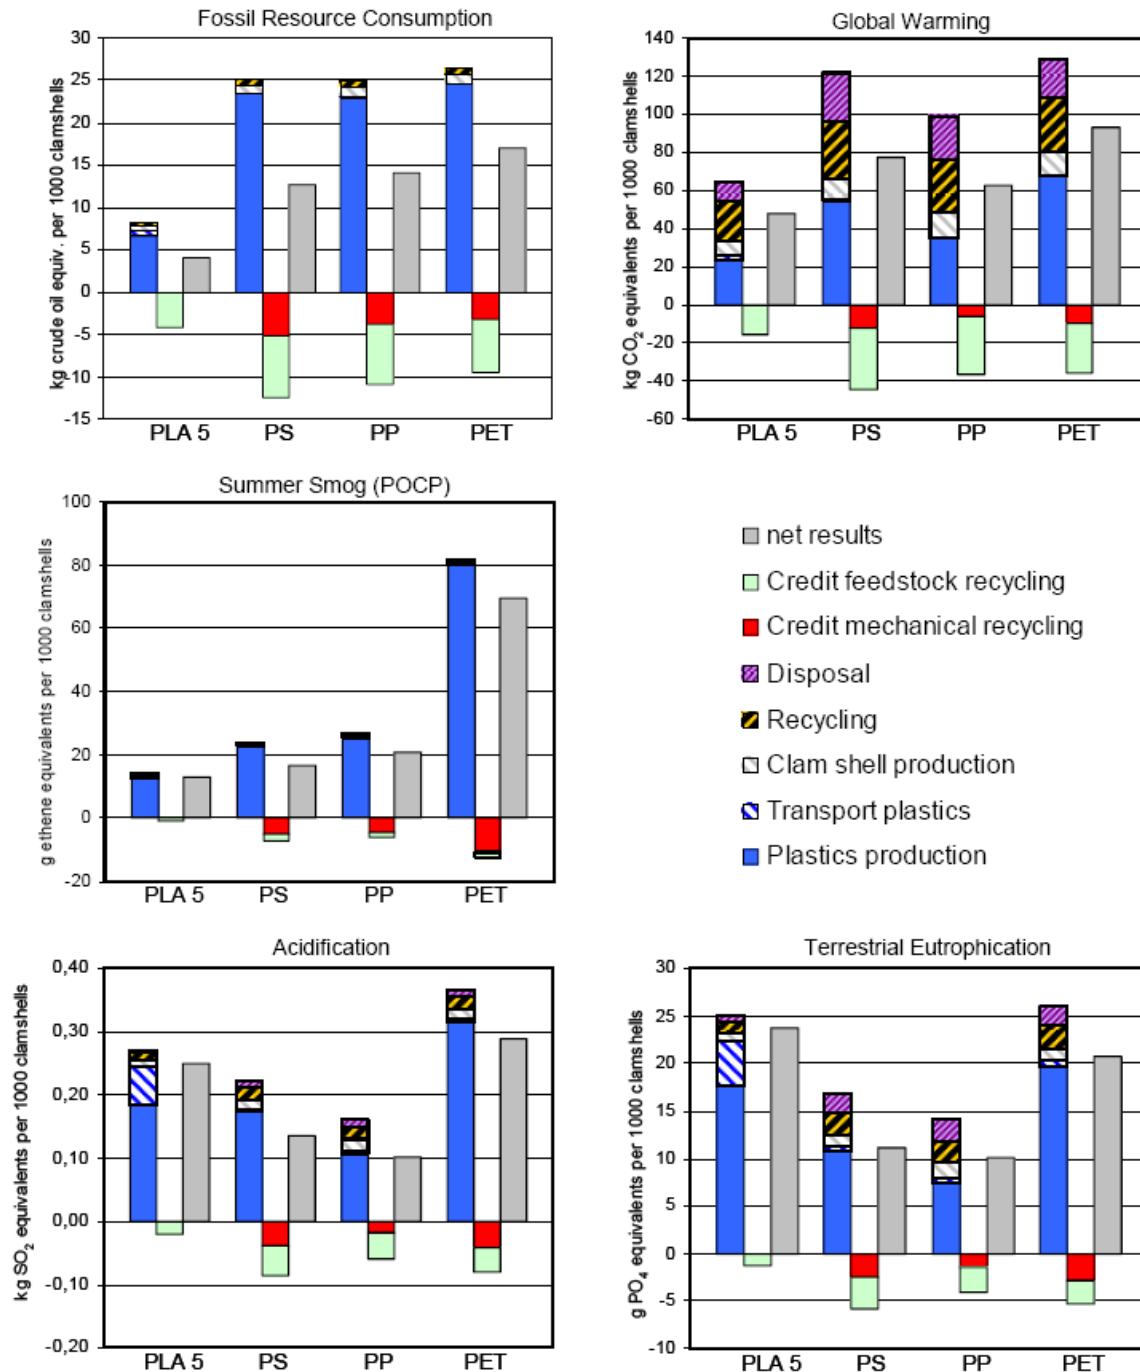 Fossil Resource Consumption
kg crude oil equiv. per 1000 clamshells
30
25
20
15
10
5
0
-5
-10
-15
PLA 5 PS PP PET
Global Warming
kg CO2 equivalents per 1000 clamshells
140
120
100
80
60
40
20
0
-20
-40
-60
PLA 5 PS PP PET
Summer Smog (POCP)
g ethene equivalents per 1000 clamshells
100
80
60
40
20
0
-20
PLA 5 PS PP PET
net results
Credit feedstock recycling
Credit mechanical recycling
Disposal
Recycling
Clam shell production
Transport plastics
Plastics production
Acidification
kg SO2 equivalents per 1000 clamshells
0,40
0,30
0,20
0,10
0,00
-0,10
-0,20
PLA 5 PS PP PET
Terrestrial Eutrophication
g PO4 equivalents per 1000 clamshells
30
25
20
15
10
5
0
-5
-10
PLA 5 PS PP PET